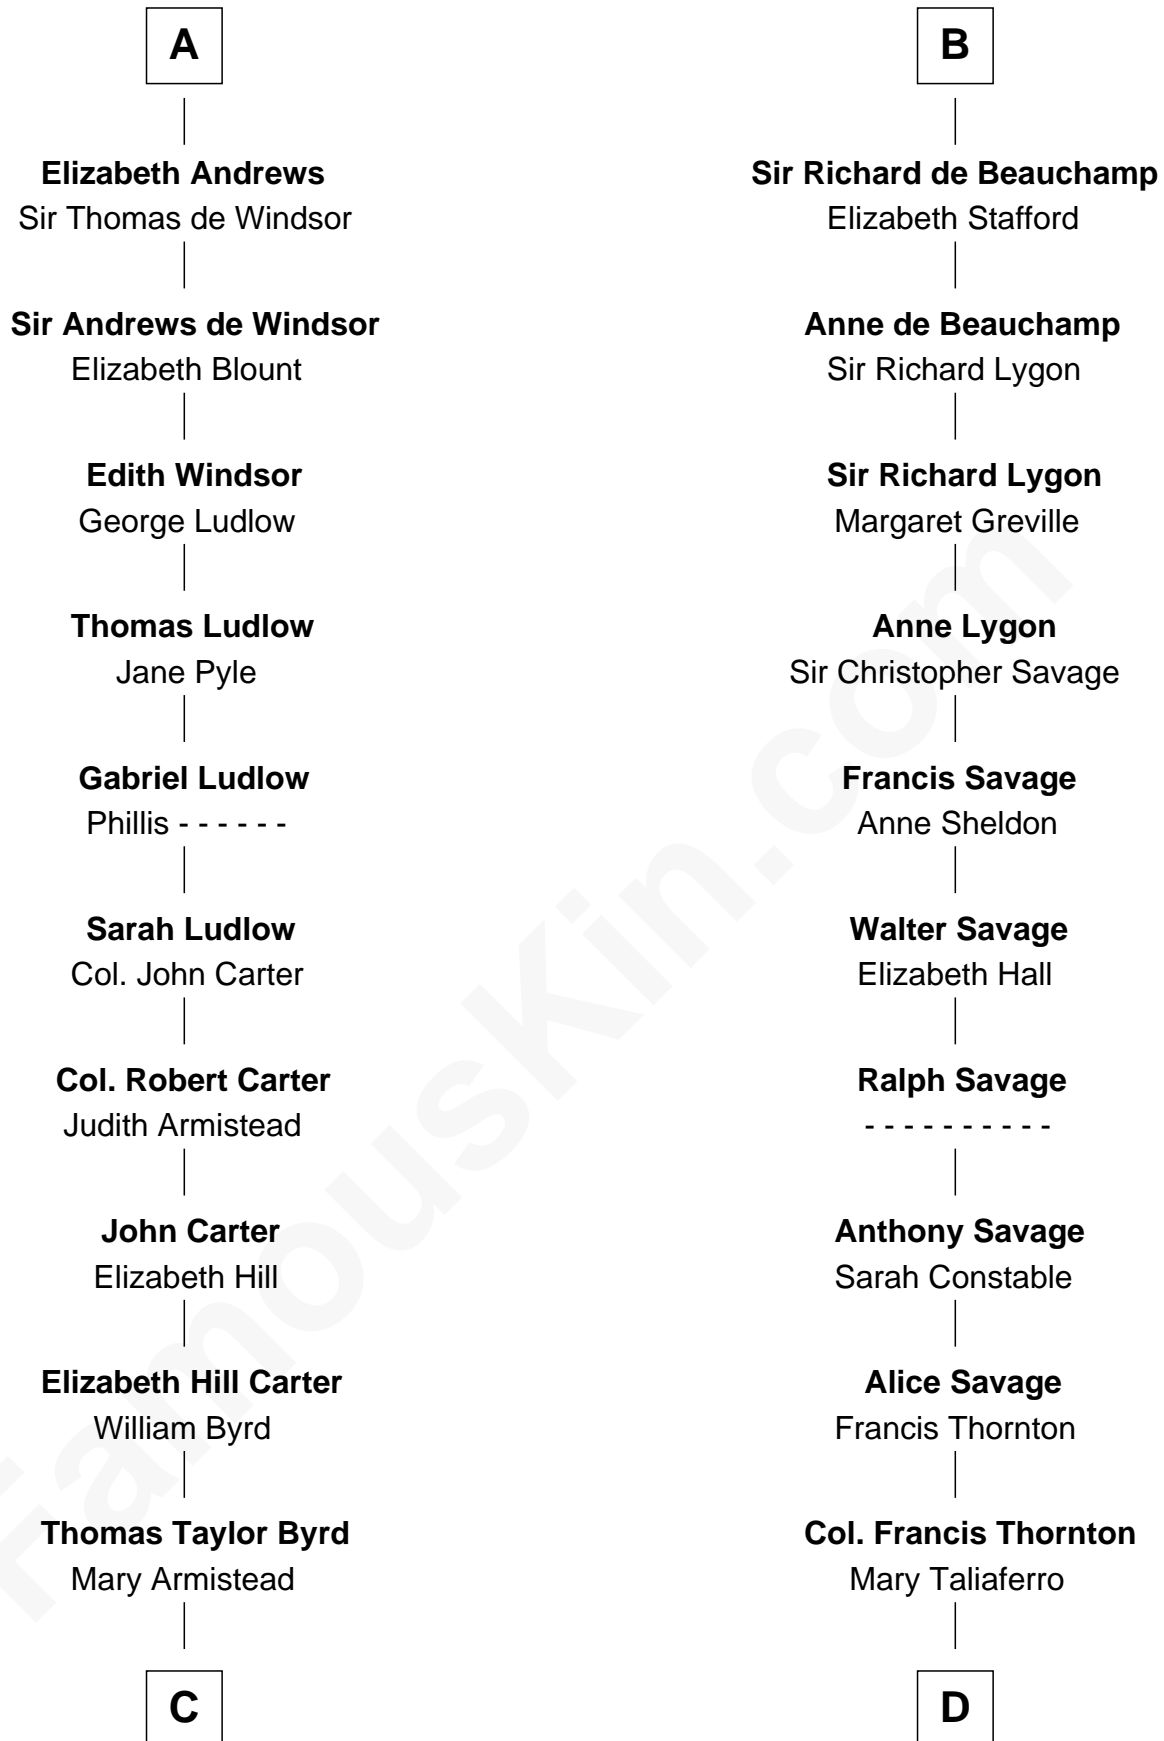 A
Elizabeth Andrews
Sir Thomas de Windsor
Sir Andrews de Windsor
Elizabeth Blount
Edith Windsor
George Ludlow
Thomas Ludlow
Jane Pyle
Gabriel Ludlow
Phillis - - - - - -
Sarah Ludlow
Col. John Carter
Col. Robert Carter
Judith Armistead
John Carter
Elizabeth Hill
Elizabeth Hill Carter
William Byrd
Thomas Taylor Byrd
Mary Armistead
C
B
Sir Richard de Beauchamp
Elizabeth Stafford
Anne de Beauchamp
Sir Richard Lygon
Sir Richard Lygon
Margaret Greville
Anne Lygon
Sir Christopher Savage
Francis Savage
Anne Sheldon
Walter Savage
Elizabeth Hall
Ralph Savage
- - - - - - - - - -
Anthony Savage
Sarah Constable
Alice Savage
Francis Thornton
Col. Francis Thornton
Mary Taliaferro
D
FamousKin.com